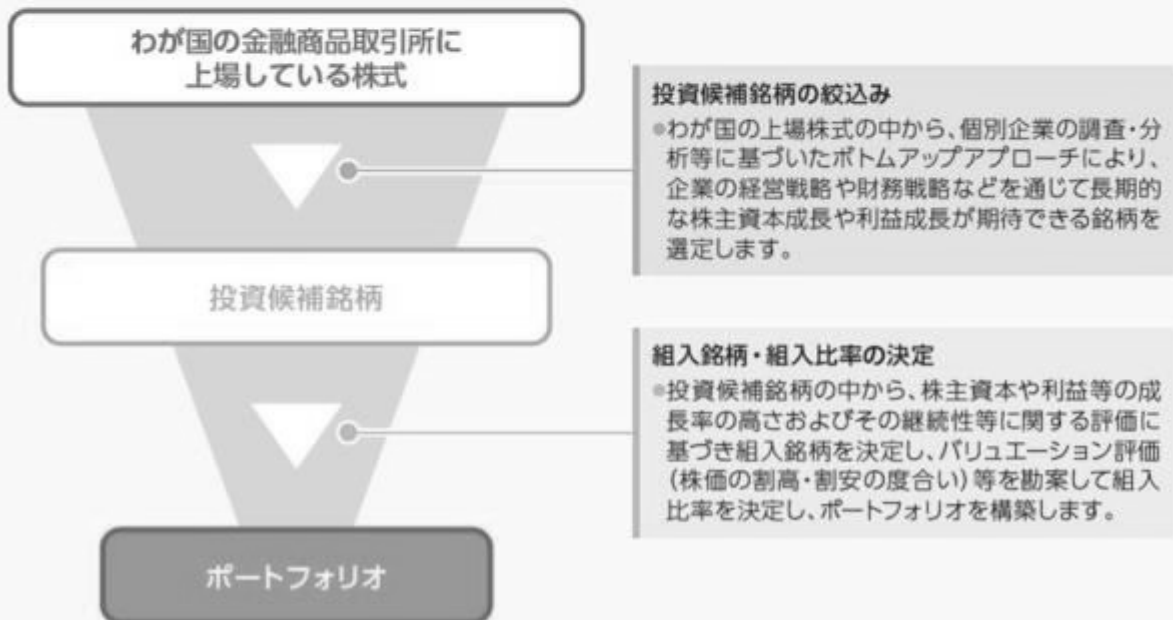 わが国の金融商品取引所に
上場している株式
投資候補銘柄の絞込み
●わが国の上場株式の中から、個別企業の調査・分
析等に基づいたボトムアップアプローチにより、
企業の経営戦略や財務戦略などを通じて長期的
な株主資本成長や利益成長が期待できる銘柄を
選定します。
投資候補銘柄
組入銘柄・組入比率の決定
●投資候補銘柄の中から、株主資本や利益等の成
長率の高さおよびその継続性等に関する評価に
基づき組入銘柄を決定し、バリュエーション評価
(株価の割高・割安の度合い)等を勘案して組入
比率を決定し、ポートフォリオを構築します。
ポートフォリオ